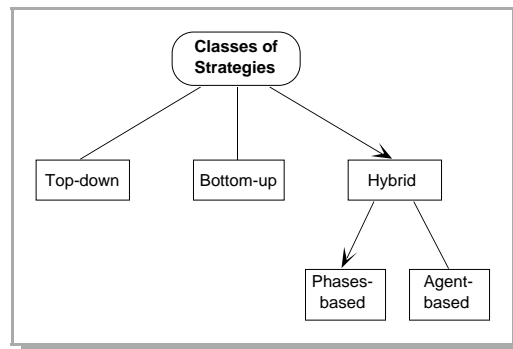 Classes of
Strategies
Top-down
Bottom-up
Hybrid
Phases-
based
Agent-
based